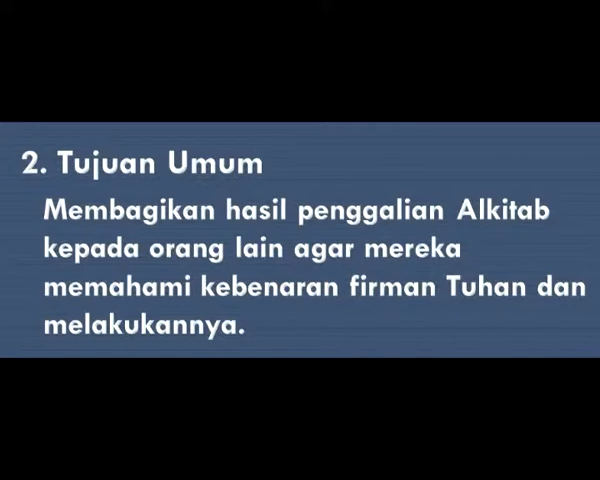 2. Tujuan Umum
Membagikan hasil penggalian Alkitab
kepada orang lain agar mereka
memahami kebenaran firman Tuhan dan
melakukannya.